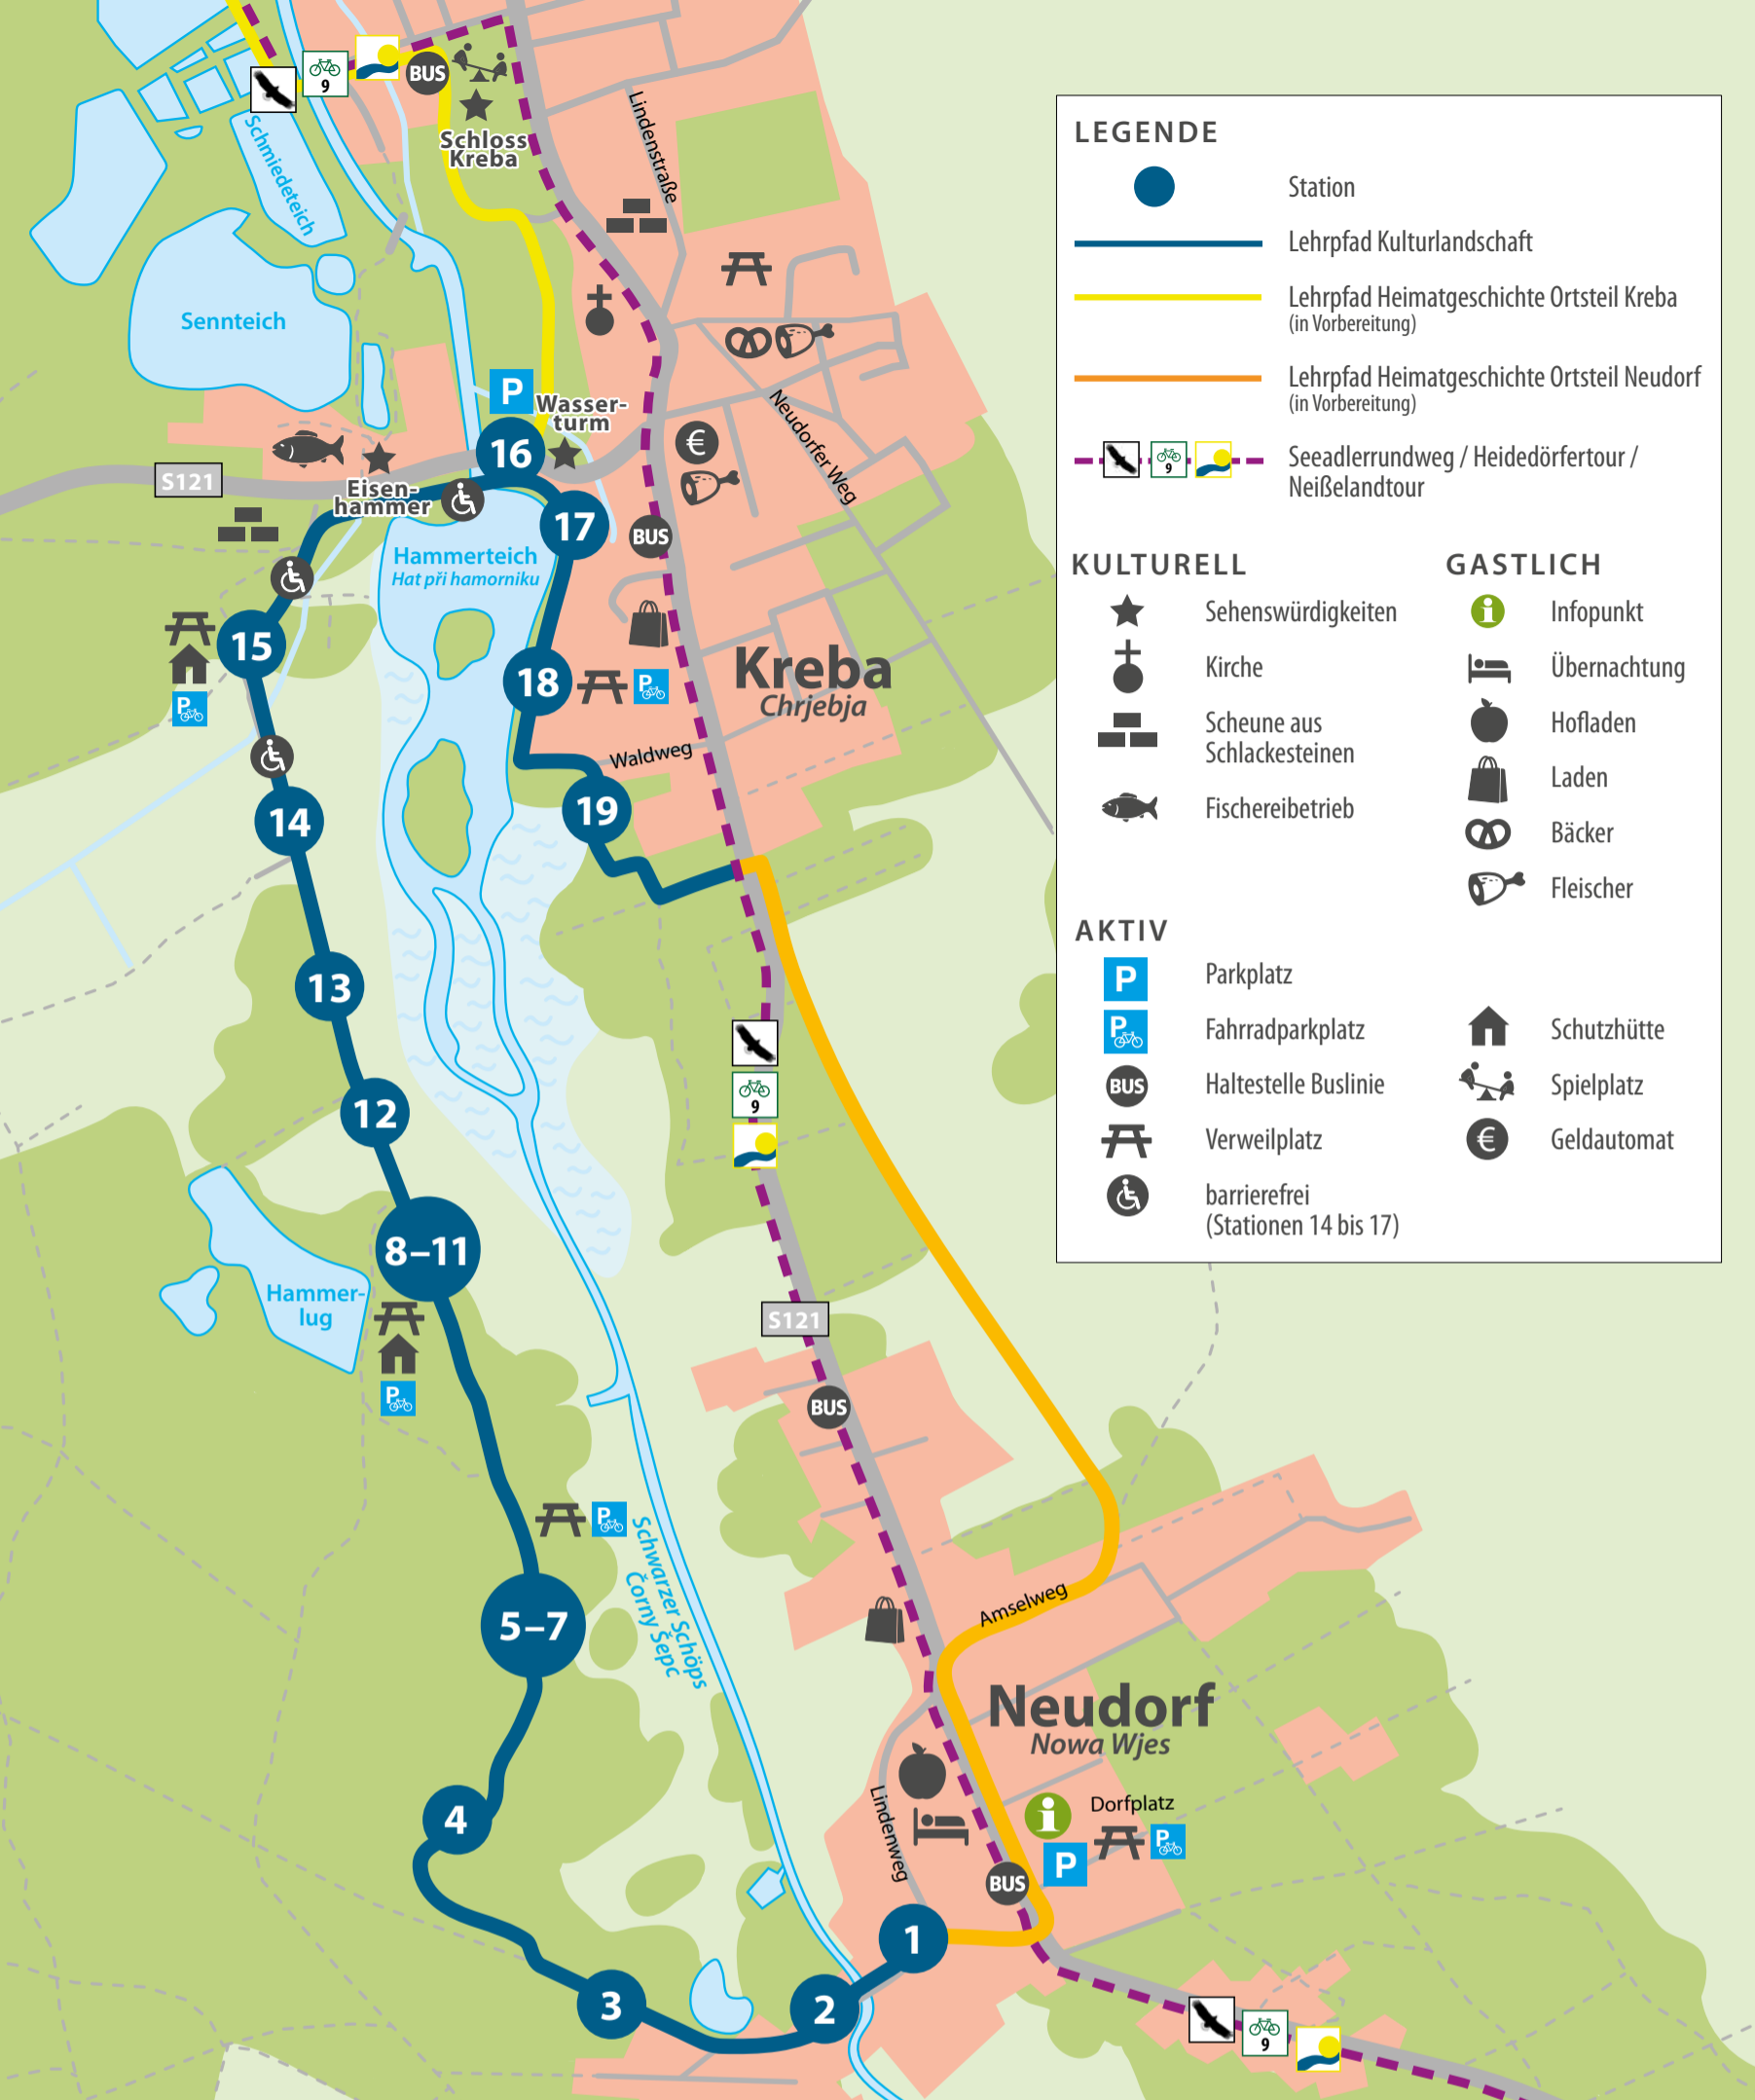 9
BUS
Schloss
Kreba
Schmiedeteich
Lindenstraße
Sennteich
P
Wasser-
turm
16
S121
Eisen-
hammer
€
Neudorfer Weg
17
BUS
Hammerteich
Hat při hamorniku
15
P
18
P
Kreba
Chrjebja
Waldweg
14
19
13
9
12
8–11
Hammer-
lug
P
S121
BUS
P
Schwarzer Schöps
Čorny Šepc
5–7
Amselweg
Neudorf
Nowa Wjes
4
Lindenweg
i
Dorfplatz
P
P
BUS
1
3
2
9
LEGENDE
Station
Lehrpfad Kulturlandschaft
Lehrpfad Heimatgeschichte Ortsteil Kreba
(in Vorbereitung)
Lehrpfad Heimatgeschichte Ortsteil Neudorf
(in Vorbereitung)
9
Seeadlerrundweg / Heidedörfertour /
Neißelandtour
KULTURELL
Sehenswürdigkeiten
Kirche
Scheune aus
Schlackesteinen
Fischereibetrieb
GASTLICH
i Infopunkt
Übernachtung
Hofladen
Laden
Bäcker
Fleischer
AKTIV
P Parkplatz
P Fahrradparkplatz
BUS Haltestelle Buslinie
Verweilplatz
barrierefrei
(Stationen 14 bis 17)
Schutzhütte
Spielplatz
€ Geldautomat